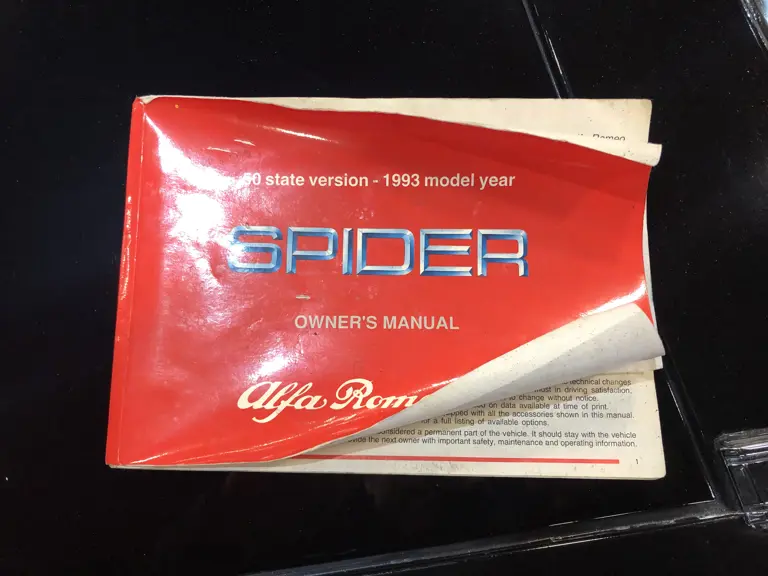 Romeo
50 state version - 1993 model year
SPIDER
OWNER'S MANUAL
Alfa Rom
technical changes
in driving satisfaction,
change without notice.
on data available at time of print.
with all the accessories shown in this manual.
for a full listing of available options.
considered a permanent part of the vehicle. It should stay with the vehicle
the next owner with important safety, maintenance and operating information.
1